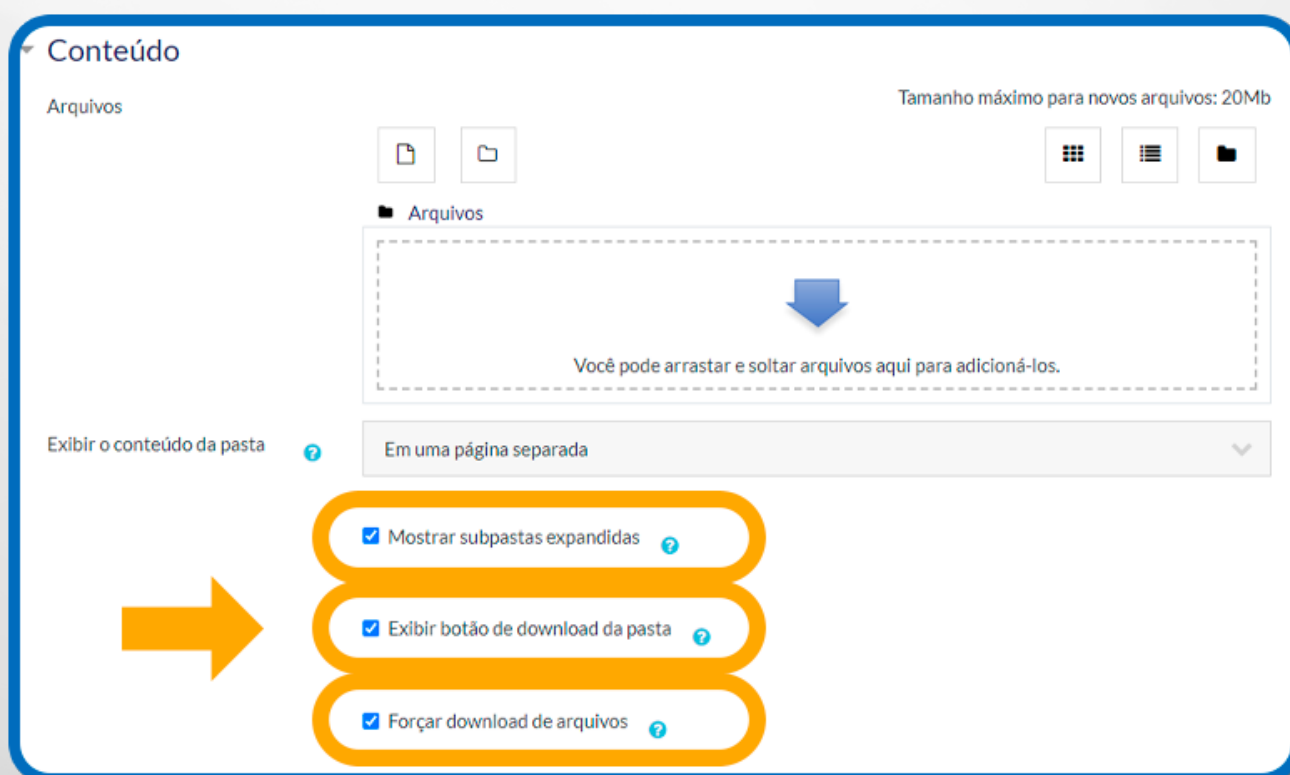 Conteúdo
Arquivos
Tamanho máximo para novos arquivos: 20Mb
Arquivos
Você pode arrastar e soltar arquivos aqui para adicioná-los.
Exibir o conteúdo da pasta
Em uma página separada
Mostrar subpastas expandidas
Exibir botão de download da pasta
Forçar download de arquivos